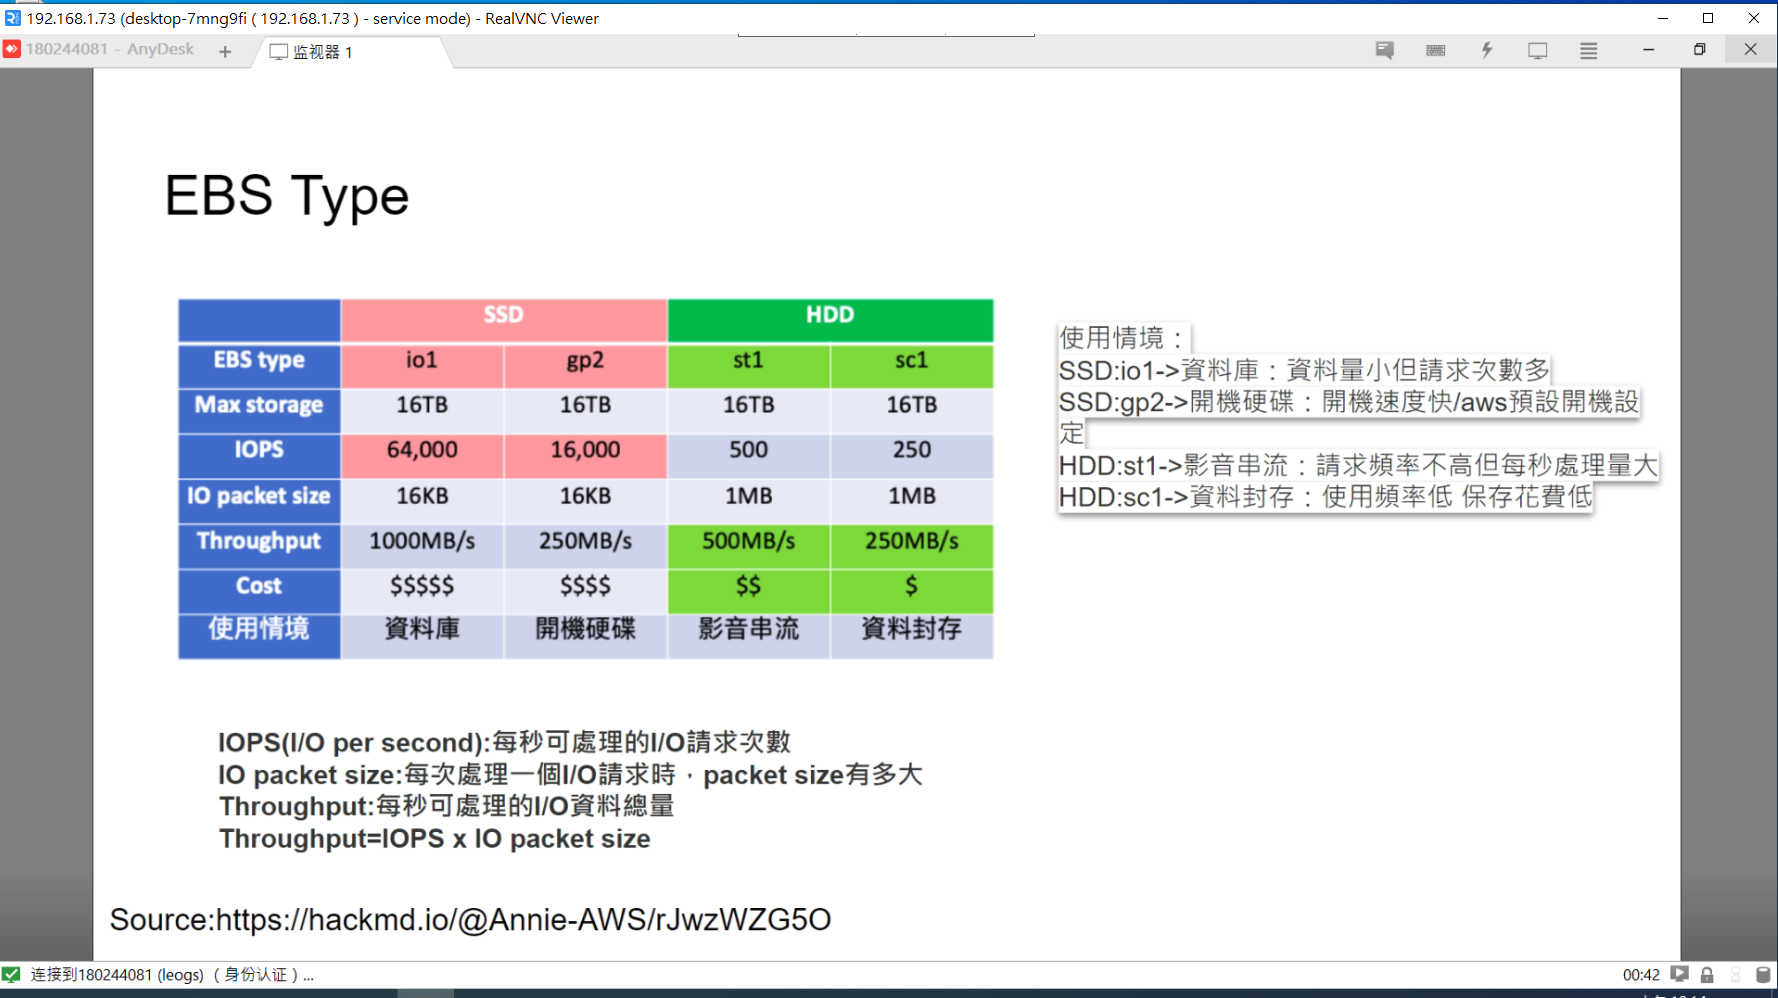 192.168.1.73 (desktop-7mng9fi ( 192.168.1.73 ) - service mode) - RealVNC Viewer
180244081 - AnyDesk
监视器 1
EBS Type
SSD HDD
EBS type io1 gp2 st1 sc1
Max storage 16TB 16TB 16TB 16TB
IOPS 64,000 16,000 500 250
IO packet size 16KB 16KB 1MB 1MB
Throughput 1000MB/s 250MB/s 500MB/s 250MB/s
Cost $$$$$ $$$$ $$ $
使用情境 資料庫 開機硬碟 影音串流 資料封存
使用情境：
SSD:io1->資料庫：資料量小但請求次數多
SSD:gp2->開機硬碟：開機速度快/aws預設開機設
定
HDD:st1->影音串流：請求頻率不高但每秒處理量大
HDD:sc1->資料封存：使用頻率低 保存花費低
IOPS(I/O per second):每秒可處理的I/O請求次數
IO packet size:每次處理一個I/O請求時，packet size有多大
Throughput:每秒可處理的I/O資料總量
Throughput=IOPS x IO packet size
Source:https://hackmd.io/@Annie-AWS/rJwzWZG5O
连接到180244081 (leogs) （ 身份认证 ) ...
00:42